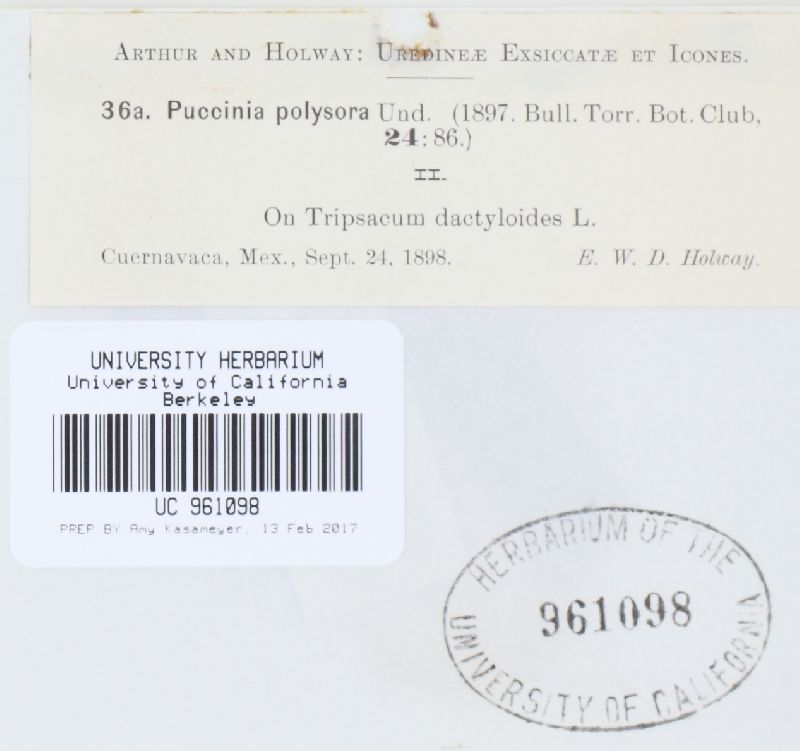 Arthur and Holway: Uredineæ Exsiccatæ et Icones.
36a. Puccinia polysora Und. (1897. Bull. Torr. Bot. Club,
24: 86.)
II.
On Tripsacum dactyloides L.
Cuernavaca, Mex., Sept. 24, 1898. E. W. D. Holway.
UNIVERSITY HERBARIUM
University of California
Berkeley
UC 961098
PREP BY Amy Kasameyer, 13 Feb 2017
HERBARIUM OF THE
961098
UNIVERSITY OF CALIFORNIA